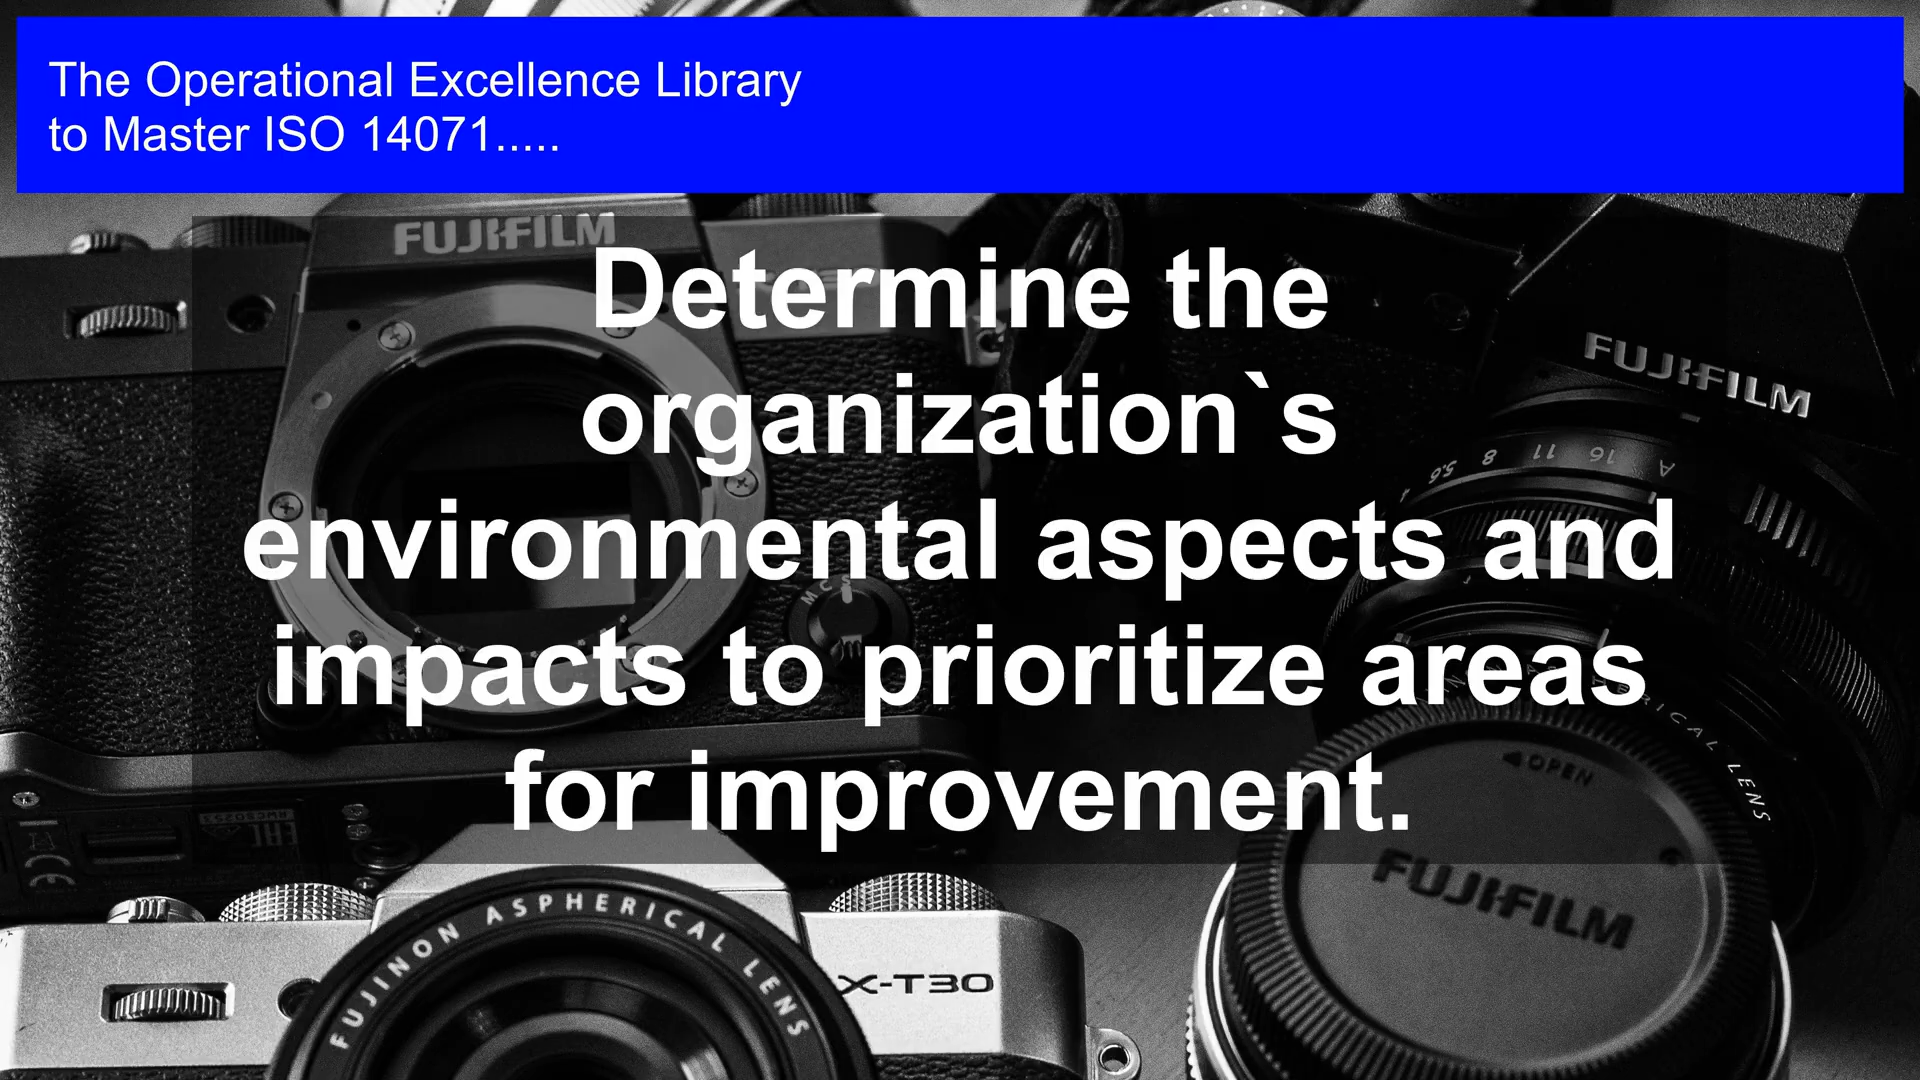 The Operational Excellence Library
to Master ISO 14071.....
FUJIFILM
Determine the
organization`s
environmental aspects and
impacts to prioritize areas
for improvement.
FUJIFILM
A 16 11 8 5.6
M C S
OPEN
FUJIFILM
FUJINON ASPHERICAL LENS
X-T30